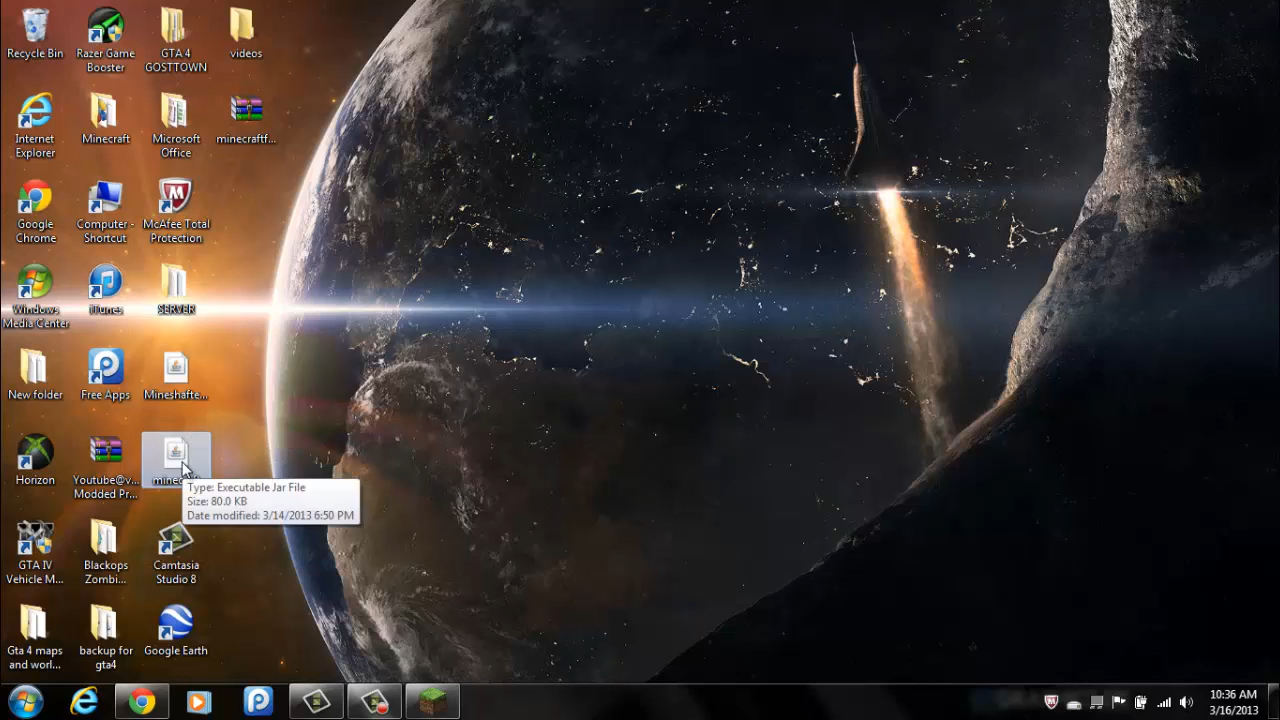 Recycle Bin
Razer Game
Booster
GTA 4
GOSTTOWN
videos
Internet
Explorer
Minecraft
Microsoft
Office
minecraftf...
Google
Chrome
Computer -
Shortcut
McAfee Total
Protection
Windows
Media Center
iTunes
SERVER
New folder
Free Apps
Mineshafte...
Horizon
Youtube@v...
Modded Pr...
Type: Executable Jar File
Size: 80.0 KB
Date modified: 3/14/2013 6:50 PM
GTA IV
Vehicle M...
Blackops
Zombi...
Camtasia
Studio 8
Gta 4 maps
and worl...
backup for
gta4
Google Earth
10:36 AM
3/16/2013